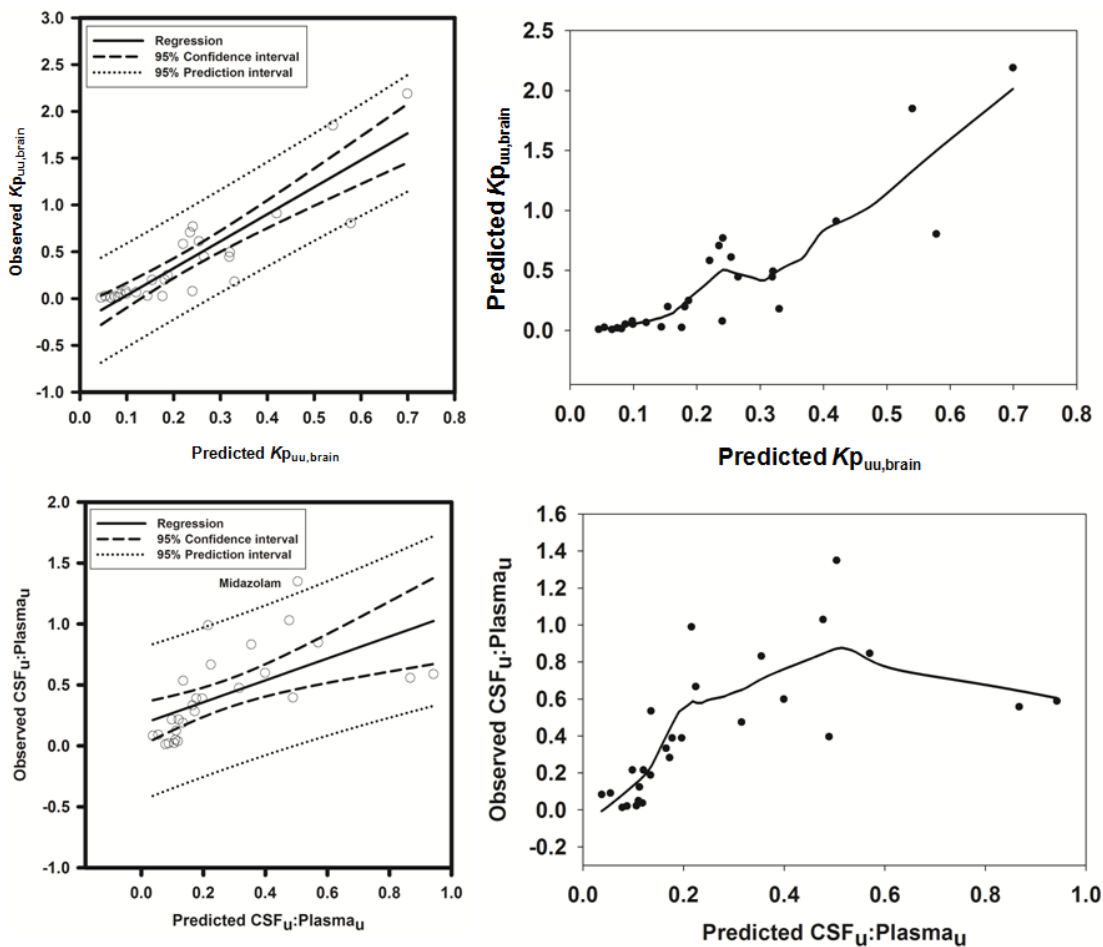 Regression
95% Confidence interval
95% Prediction interval
3.0
2.5
2.0
1.5
1.0
0.5
0.0
-0.5
-1.0
Observed Kpuu,brain
0.0 0.1 0.2 0.3 0.4 0.5 0.6 0.7 0.8
Predicted Kpuu,brain
2.5
2.0
1.5
1.0
0.5
0.0
Predicted Kpuu,brain
0.0 0.1 0.2 0.3 0.4 0.5 0.6 0.7 0.8
Predicted Kpuu,brain
Regression
95% Confidence interval
95% Prediction interval
Midazolam
2.0
1.5
1.0
0.5
0.0
-0.5
-1.0
Observed CSFu:Plasmau
0.0 0.2 0.4 0.6 0.8 1.0
Predicted CSFu:Plasmau
1.6
1.4
1.2
1.0
0.8
0.6
0.4
0.2
0.0
-0.2
Observed CSFu:Plasmau
0.0 0.2 0.4 0.6 0.8 1.0
Predicted CSFu:Plasmau